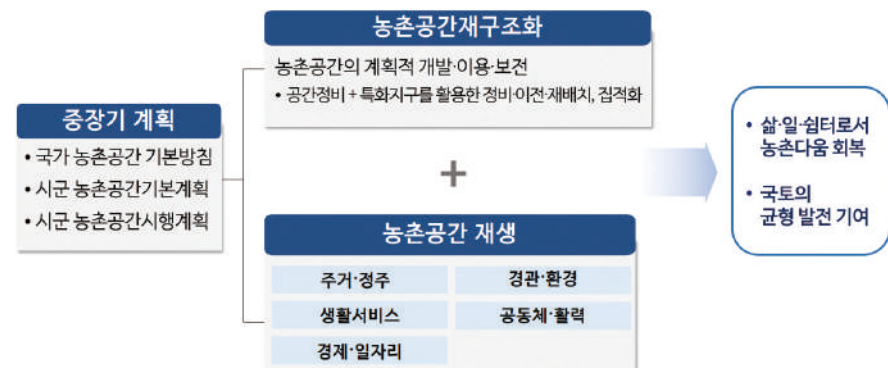 농촌공간재구조화
농촌공간의 계획적 개발·이용·보전
• 공간정비 + 특화지구를 활용한 정비·이전·재배치, 집적화
중장기 계획
• 국가 농촌공간 기본방침
• 시군 농촌공간기본계획
• 시군 농촌공간시행계획
+
농촌공간 재생
주거·정주
경관·환경
생활서비스
공동체·활력
경제·일자리
• 삶·일·쉼터로서
농촌다움 회복
• 국토의
균형 발전 기여